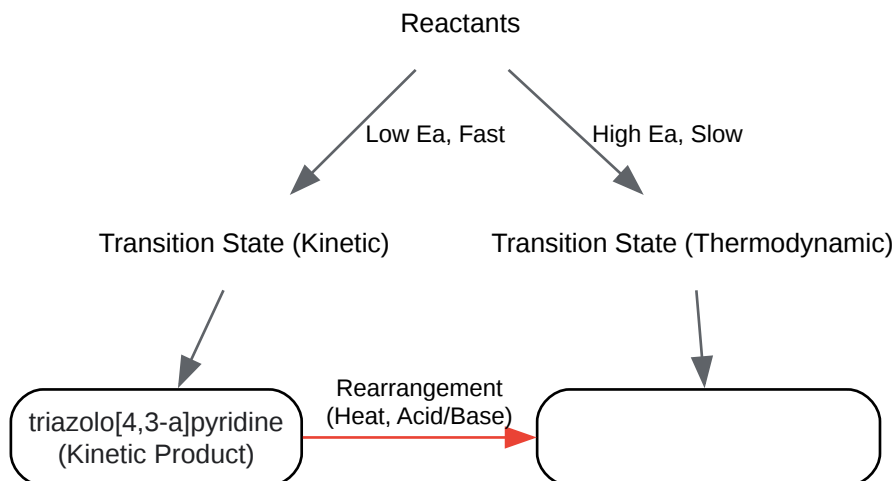 Reactants
Low Ea, Fast
High Ea, Slow
Transition State (Kinetic)
Transition State (Thermodynamic)
Rearrangement
(Heat, Acid/Base)
triazolo[4,3-a]pyridine
(Kinetic Product)